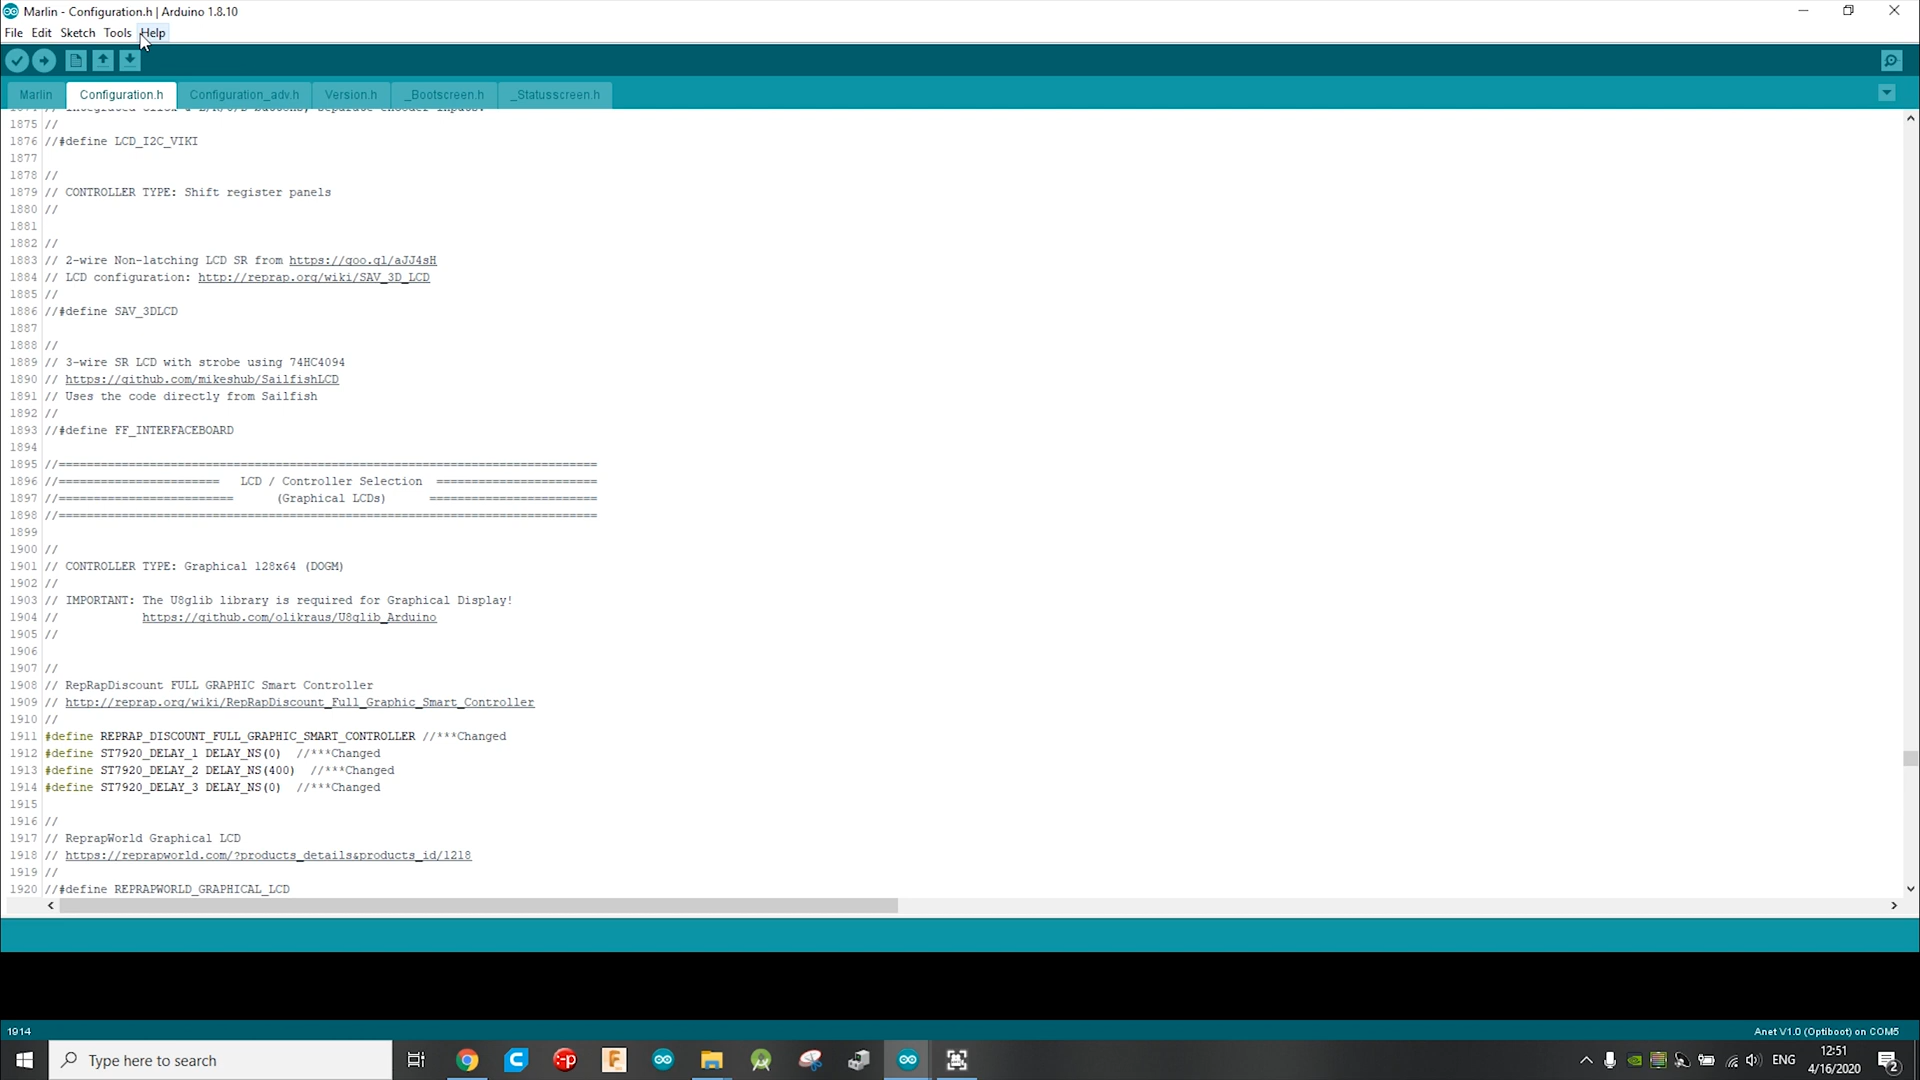 Marlin - Configuration.h | Arduino 1.8.10
File Edit Sketch Tools Help
Marlin Configuration.h Configuration_adv.h Version.h _Bootscreen.h _Statusscreen.h
1875 //
1876 //#define LCD_I2C_VIKI
1877
1878 //
1879 // CONTROLLER TYPE: Shift register panels
1880 //
1881
1882 //
1883 // 2-wire Non-latching LCD SR from https://goo.gl/aJJ4sH
1884 // LCD configuration: http://reprap.org/wiki/SAV_3D_LCD
1885 //
1886 //#define SAV_3DLCD
1887
1888 //
1889 // 3-wire SR LCD with strobe using 74HC4094
1890 // https://github.com/mikeshub/SailfishLCD
1891 // Uses the code directly from Sailfish
1892 //
1893 //#define FF_INTERFACEBOARD
1894
1895 //=============================================================================
1896 //======================= LCD / Controller Selection =======================
1897 //========================= (Graphical LCDs) ========================
1898 //=============================================================================
1899
1900 //
1901 // CONTROLLER TYPE: Graphical 128x64 (DOGM)
1902 //
1903 // IMPORTANT: The U8glib library is required for Graphical Display!
1904 // https://github.com/olikraus/U8glib_Arduino
1905 //
1906
1907 //
1908 // RepRapDiscount FULL GRAPHIC Smart Controller
1909 // http://reprap.org/wiki/RepRapDiscount_Full_Graphic_Smart_Controller
1910 //
1911 #define REPRAP_DISCOUNT_FULL_GRAPHIC_SMART_CONTROLLER //***Changed
1912 #define ST7920_DELAY_1 DELAY_NS(0) //***Changed
1913 #define ST7920_DELAY_2 DELAY_NS(400) //***Changed
1914 #define ST7920_DELAY_3 DELAY_NS(0) //***Changed
1915
1916 //
1917 // ReprapWorld Graphical LCD
1918 // https://reprapworld.com/?products_details&products_id/1218
1919 //
1920 //#define REPRAPWORLD_GRAPHICAL_LCD
1914 Anet V1.0 (Optiboot) on COM5
Type here to search
ENG
12:51
4/16/2020
2